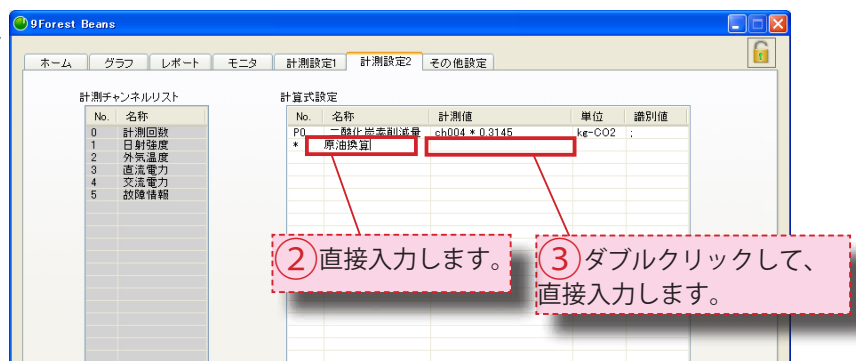 9Forest Beans
ホーム グラフ レポート モニタ 計測設定1 計測設定2 その他設定
計測チャンネルリスト
No. 名称
0 計測回数
1 日射強度
2 外気温度
3 直流電力
4 交流電力
5 故障情報
計算式設定
No. 名称 計測値 単位 識別値
P0 二酸化炭素削減量 ch004 * 0.3145 kg-CO2 ;
* 原油換算
②直接入力します。
③ダブルクリックして、
直接入力します。